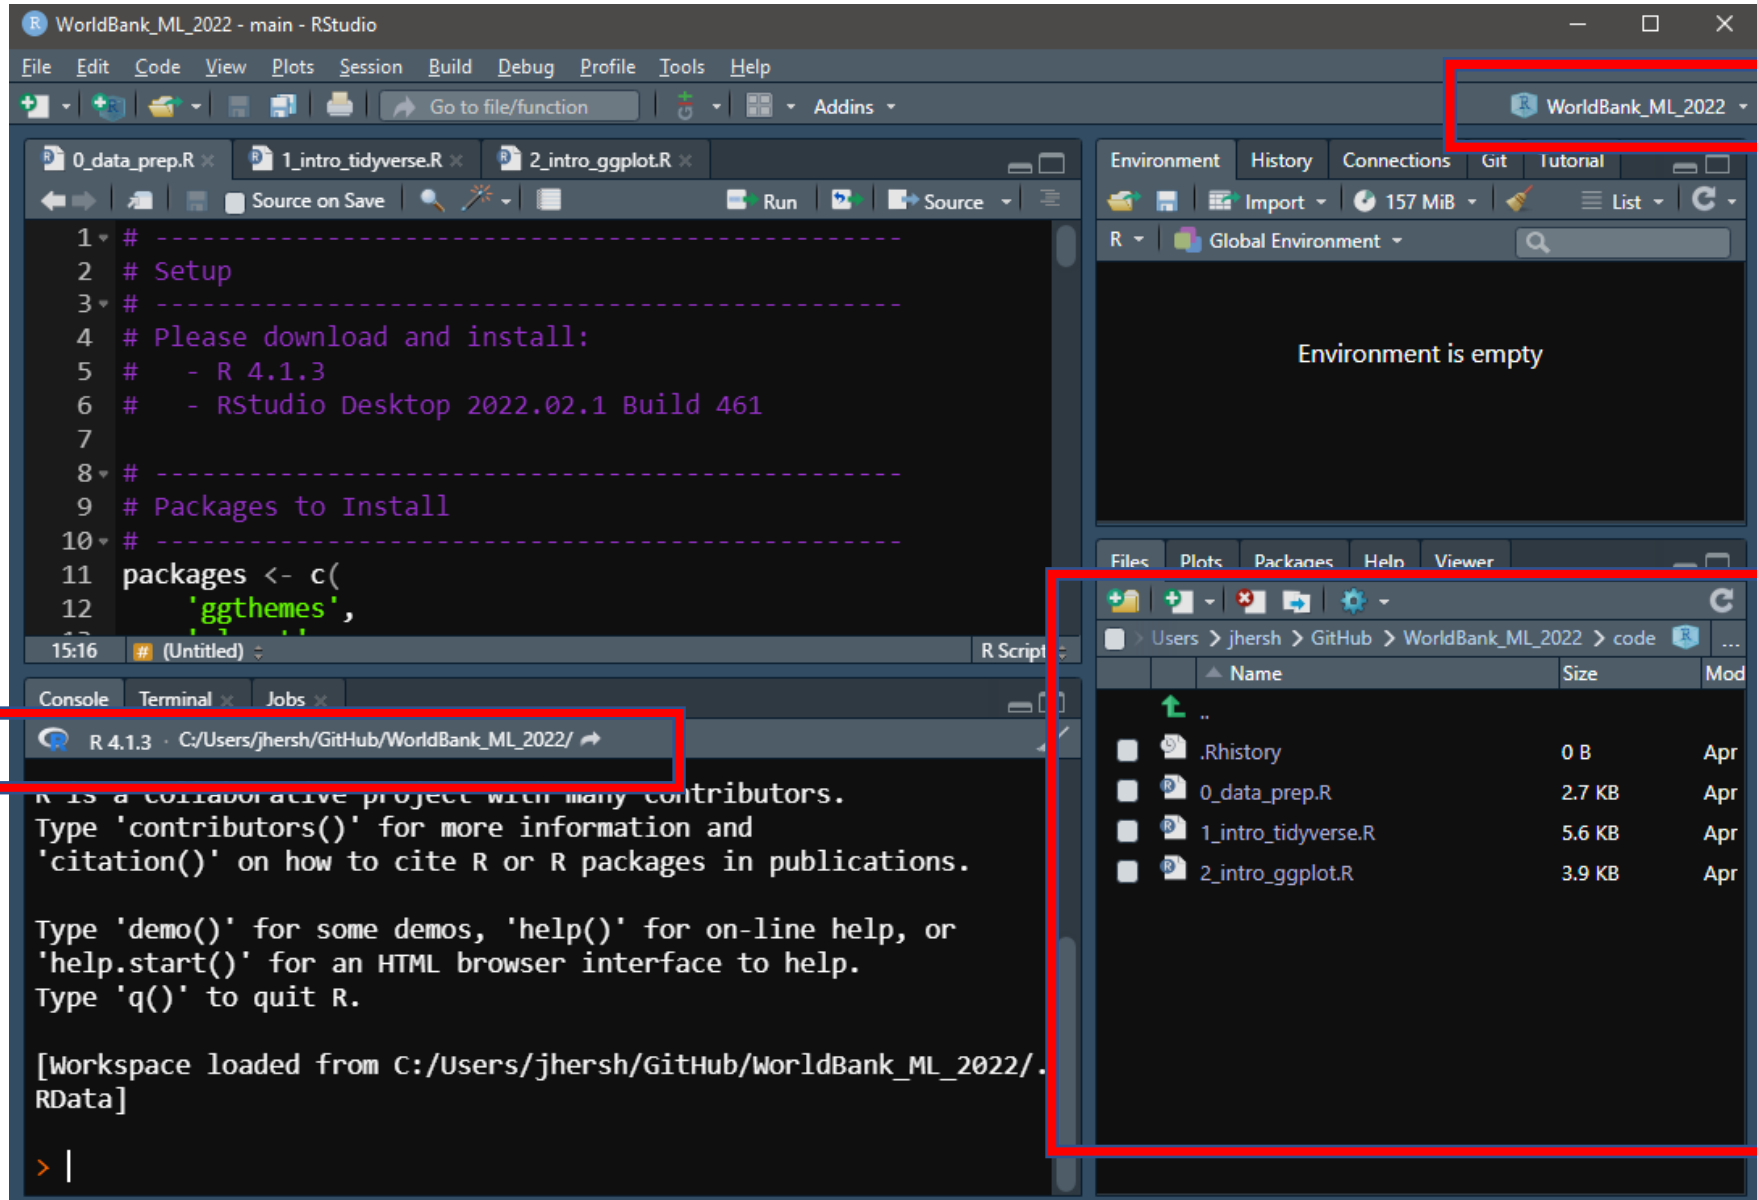 WorldBank_ML_2022 - main - RStudio
File Edit Code View Plots Session Build Debug Profile Tools Help
Go to file/function Addins
WorldBank_ML_2022
0_data_prep.R 1_intro_tidyverse.R 2_intro_ggplot.R
Source on Save Run Source
1 # ------------------------------------------------
2 # Setup
3 # ------------------------------------------------
4 # Please download and install:
5 # - R 4.1.3
6 # - RStudio Desktop 2022.02.1 Build 461
7
8 # ------------------------------------------------
9 # Packages to Install
10 # ------------------------------------------------
11 packages <- c(
12 'ggthemes',
15:16 # (Untitled) R Script
Console Terminal Jobs
R 4.1.3 · C:/Users/jhersh/GitHub/WorldBank_ML_2022/
R is a collaborative project with many contributors.
Type 'contributors()' for more information and
'citation()' on how to cite R or R packages in publications.
Type 'demo()' for some demos, 'help()' for on-line help, or
'help.start()' for an HTML browser interface to help.
Type 'q()' to quit R.
[Workspace loaded from C:/Users/jhersh/GitHub/WorldBank_ML_2022/.
RData]
>
Environment History Connections Git Tutorial
Import 157 MiB List
R Global Environment
Environment is empty
Files Plots Packages Help Viewer
Users > jhersh > GitHub > WorldBank_ML_2022 > code ...
Name Size Mod
..
.Rhistory 0 B Apr
0_data_prep.R 2.7 KB Apr
1_intro_tidyverse.R 5.6 KB Apr
2_intro_ggplot.R 3.9 KB Apr